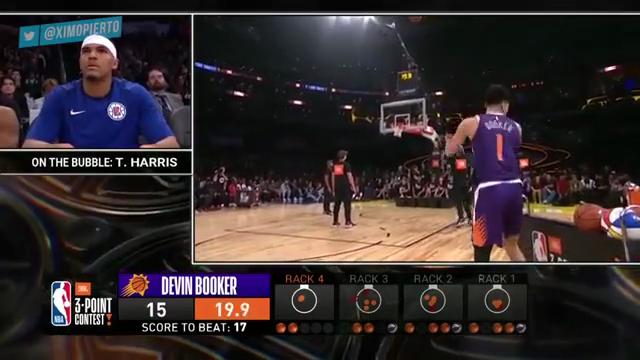 @XIMOPIERTO
ON THE BUBBLE: T. HARRIS
BOOKER
1
DEVIN BOOKER
15
19.9
SCORE TO BEAT: 17
RACK 4
RACK 3
RACK 2
RACK 1
NBA
JBL
3-POINT
CONTEST